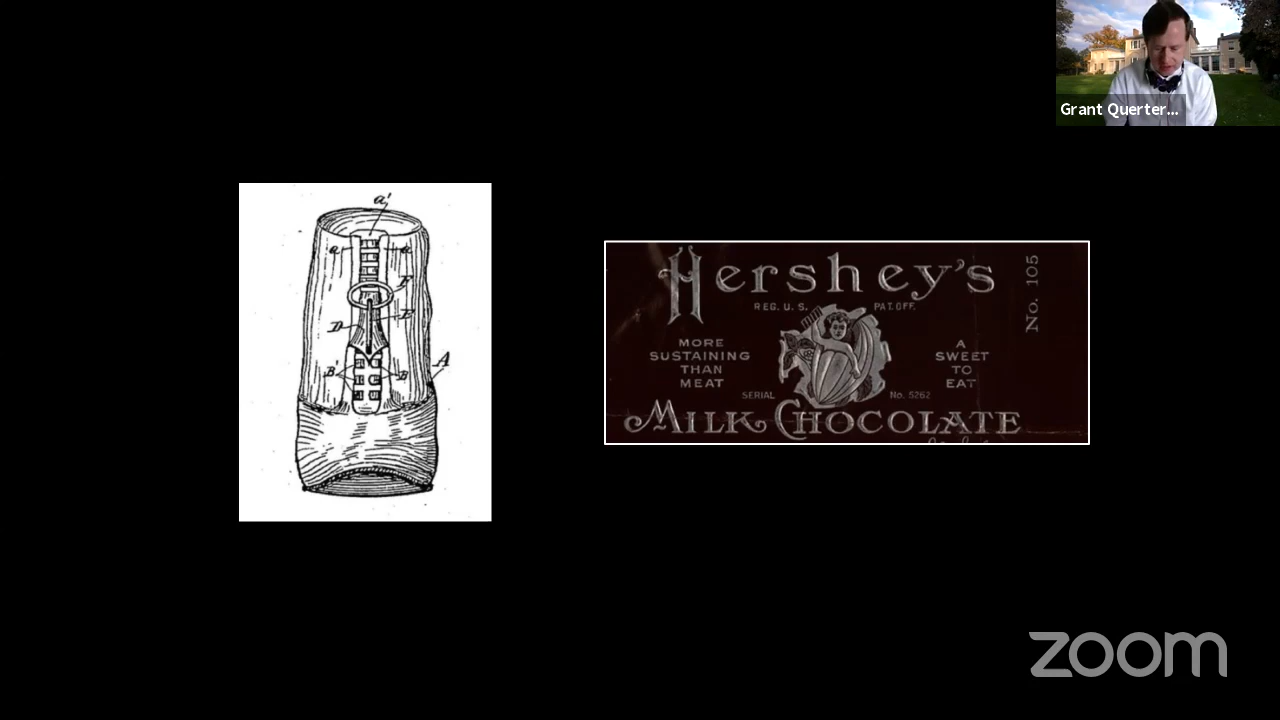 Grant Querter...
a'
a
a
F
D
E
B'
B
A
Hershey's
REG. U. S. PAT. OFF.
No. 105
MORE
SUSTAINING
THAN
MEAT
A
SWEET
TO
EAT
SERIAL No. 5262
MILK CHOCOLATE
zoom